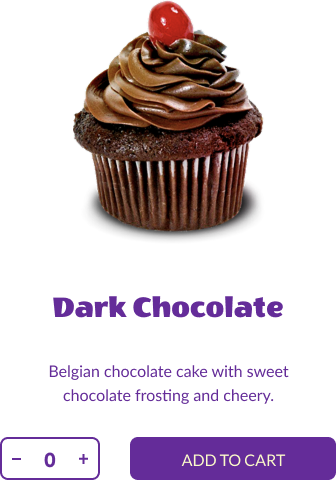 Dark Chocolate
Belgian chocolate cake with sweet
chocolate frosting and cheery.
− 0 +
ADD TO CART